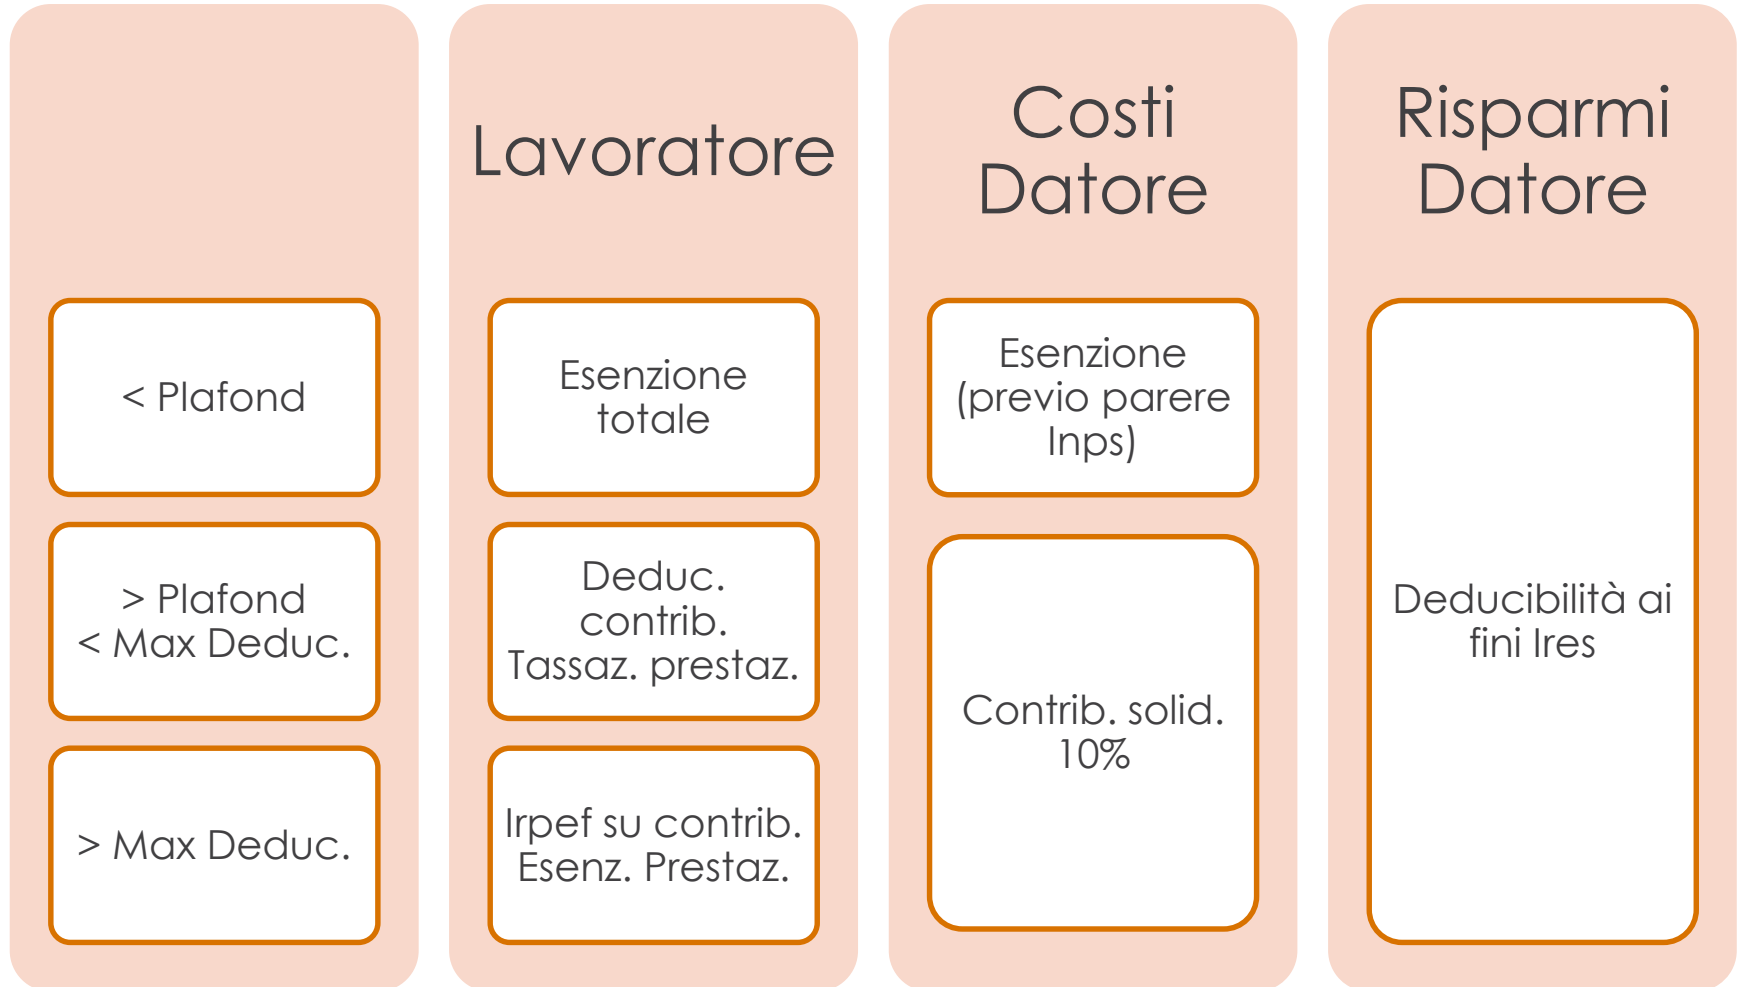 Lavoratore
Costi
Datore
Risparmi
Datore
< Plafond
Esenzione
totale
Esenzione
(previo parere
Inps)
> Plafond
< Max Deduc.
Deduc.
contrib.
Tassaz. prestaz.
> Max Deduc.
Irpef su contrib.
Esenz. Prestaz.
Contrib. solid.
10%
Deducibilità ai
fini Ires